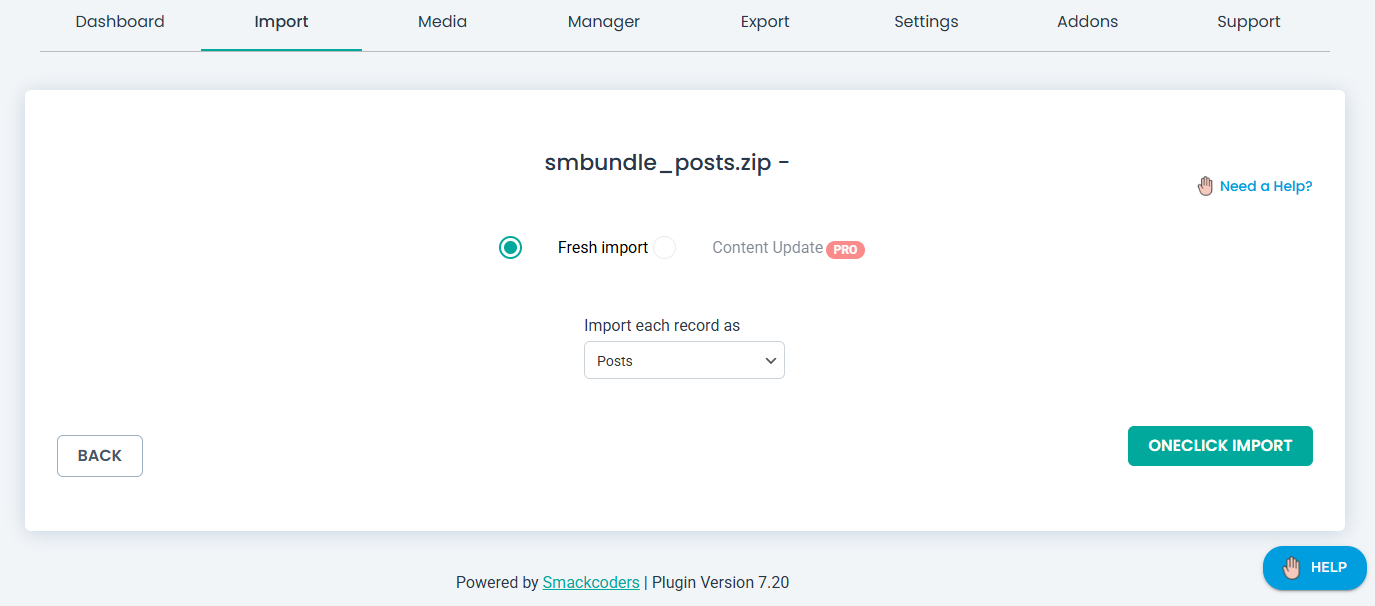 Dashboard Import Media Manager Export Settings Addons Support
smbundle_posts.zip -
Need a Help?
Fresh import Content Update PRO
Import each record as
Posts
BACK ONECLICK IMPORT
Powered by Smackcoders | Plugin Version 7.20
HELP